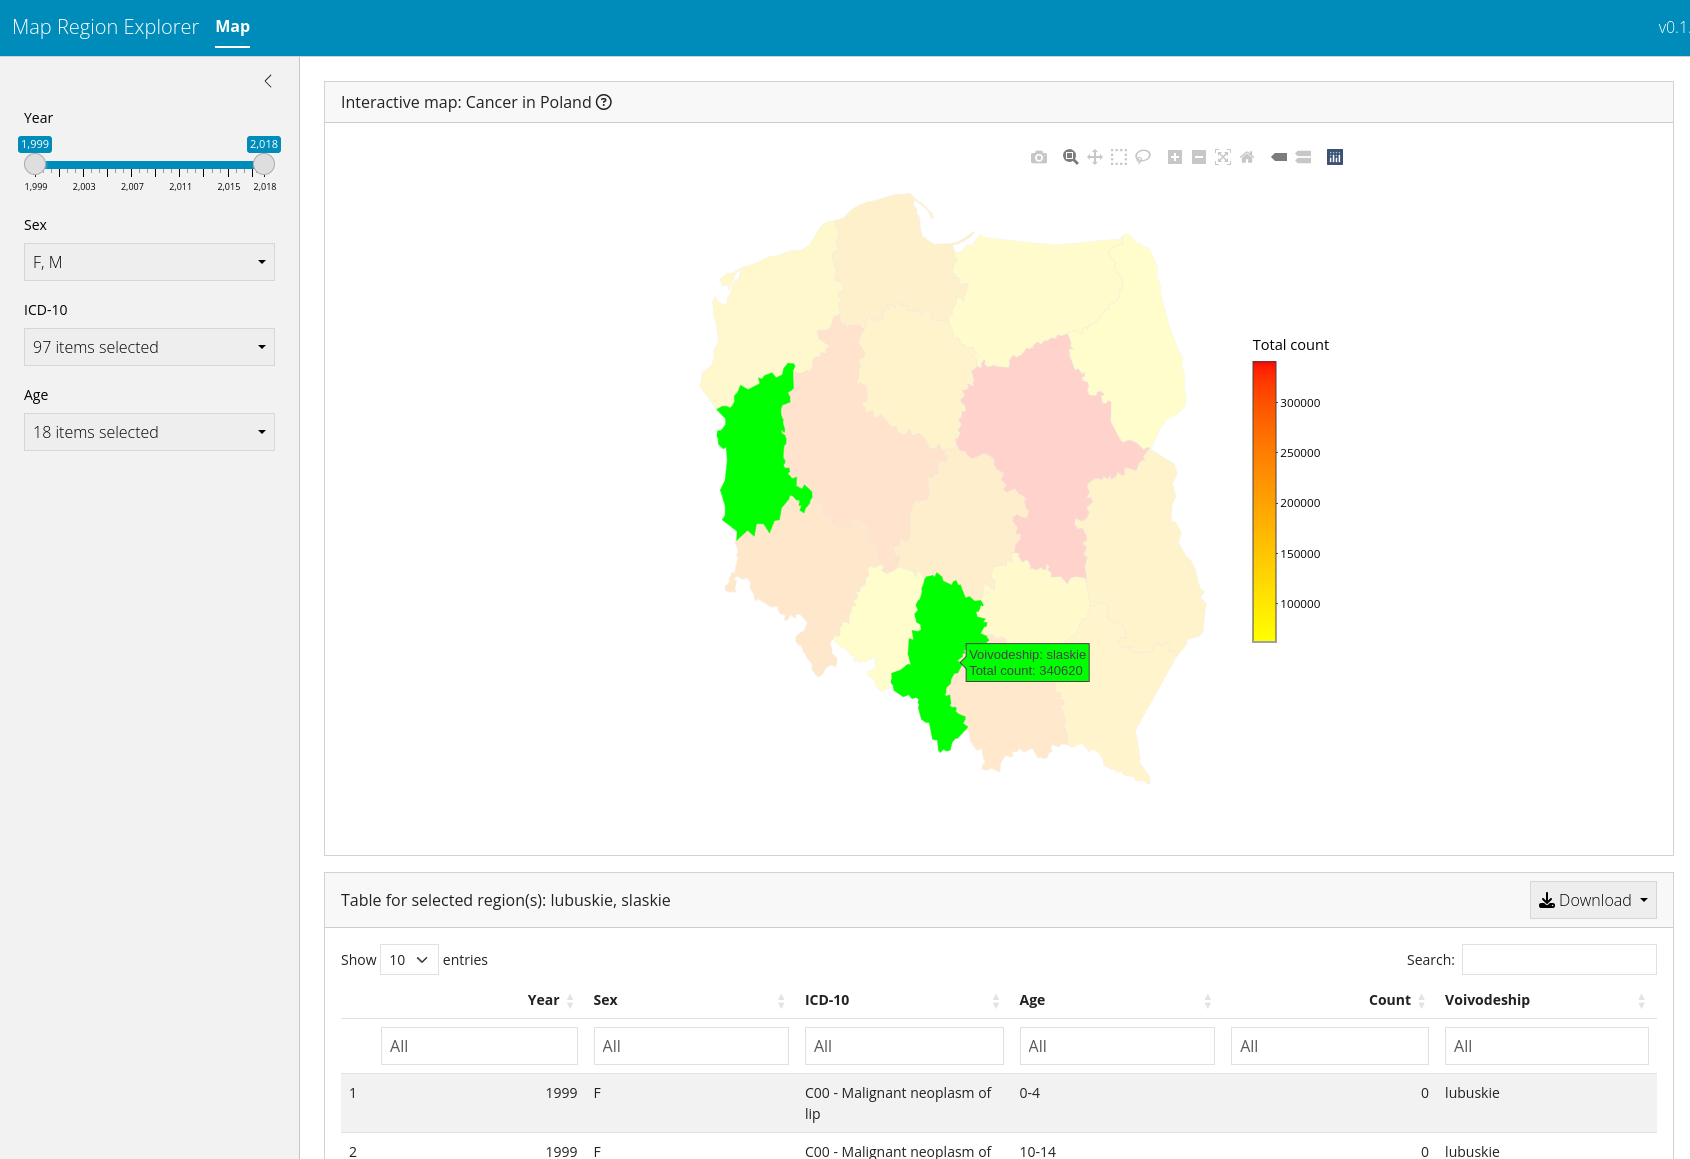 Map Region Explorer Map v0.1.
Year
1,999 2,018
1,999 2,003 2,007 2,011 2,015 2,018
Sex
F, M
ICD-10
97 items selected
Age
18 items selected
Interactive map: Cancer in Poland
Total count
300000
250000
200000
150000
100000
Voivodeship: slaskie
Total count: 340620
Table for selected region(s): lubuskie, slaskie
Download
Show 10 entries
Search:
Year Sex ICD-10 Age Count Voivodeship
All All All All All All
1 1999 F C00 - Malignant neoplasm of 0-4 0 lubuskie
lip
2 1999 F C00 - Malignant neoplasm of 10-14 0 lubuskie